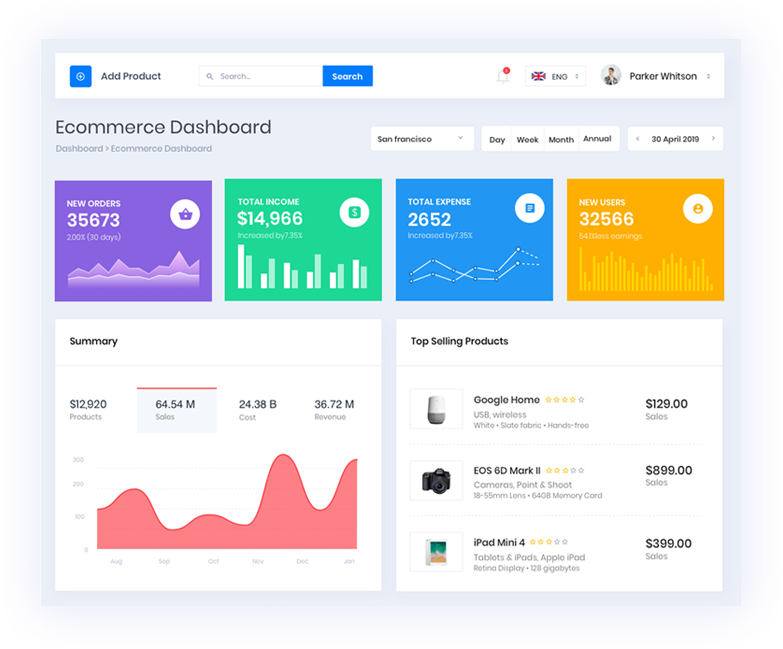 Add Product
Search...
Search
1
ENG
Parker Whitson
Ecommerce Dashboard
Dashboard > Ecommerce Dashboard
San francisco
Day
Week
Month
Annual
30 April 2019
NEW ORDERS
35673
2.00% (30 days)
TOTAL INCOME
$14,966
Increased by7.35%
TOTAL EXPENSE
2652
Increased by7.35%
NEW USERS
32566
earnings
Summary
$12,920
Products
64.54 M
Sales
24.38 B
Cost
36.72 M
Revenue
300
200
100
0
Aug
Sep
Oct
Nov
Dec
Jan
Top Selling Products
Google Home
USB, wireless
White • Slate fabric • Hands-free
$129.00
Sales
EOS 6D Mark II
Cameras, Point & Shoot
18-55mm Lens • 64GB Memory Card
$899.00
Sales
iPad Mini 4
Tablets & iPads, Apple iPad
Retina Display • 128 gigabytes
$399.00
Sales